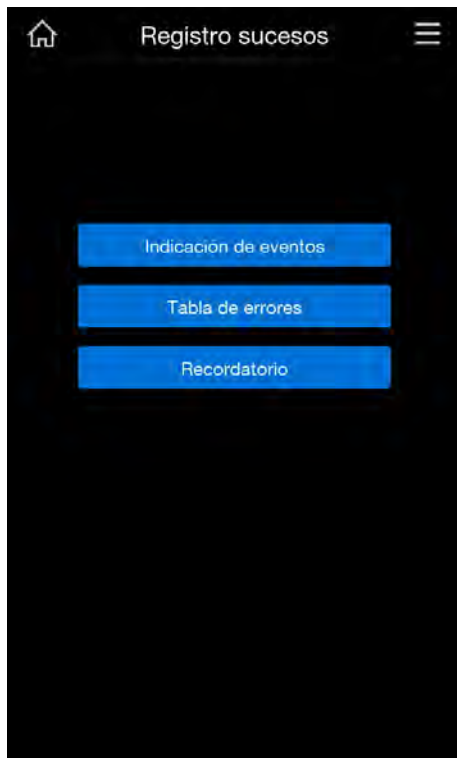 Registro sucesos
Indicación de eventos
Tabla de errores
Recordatorio